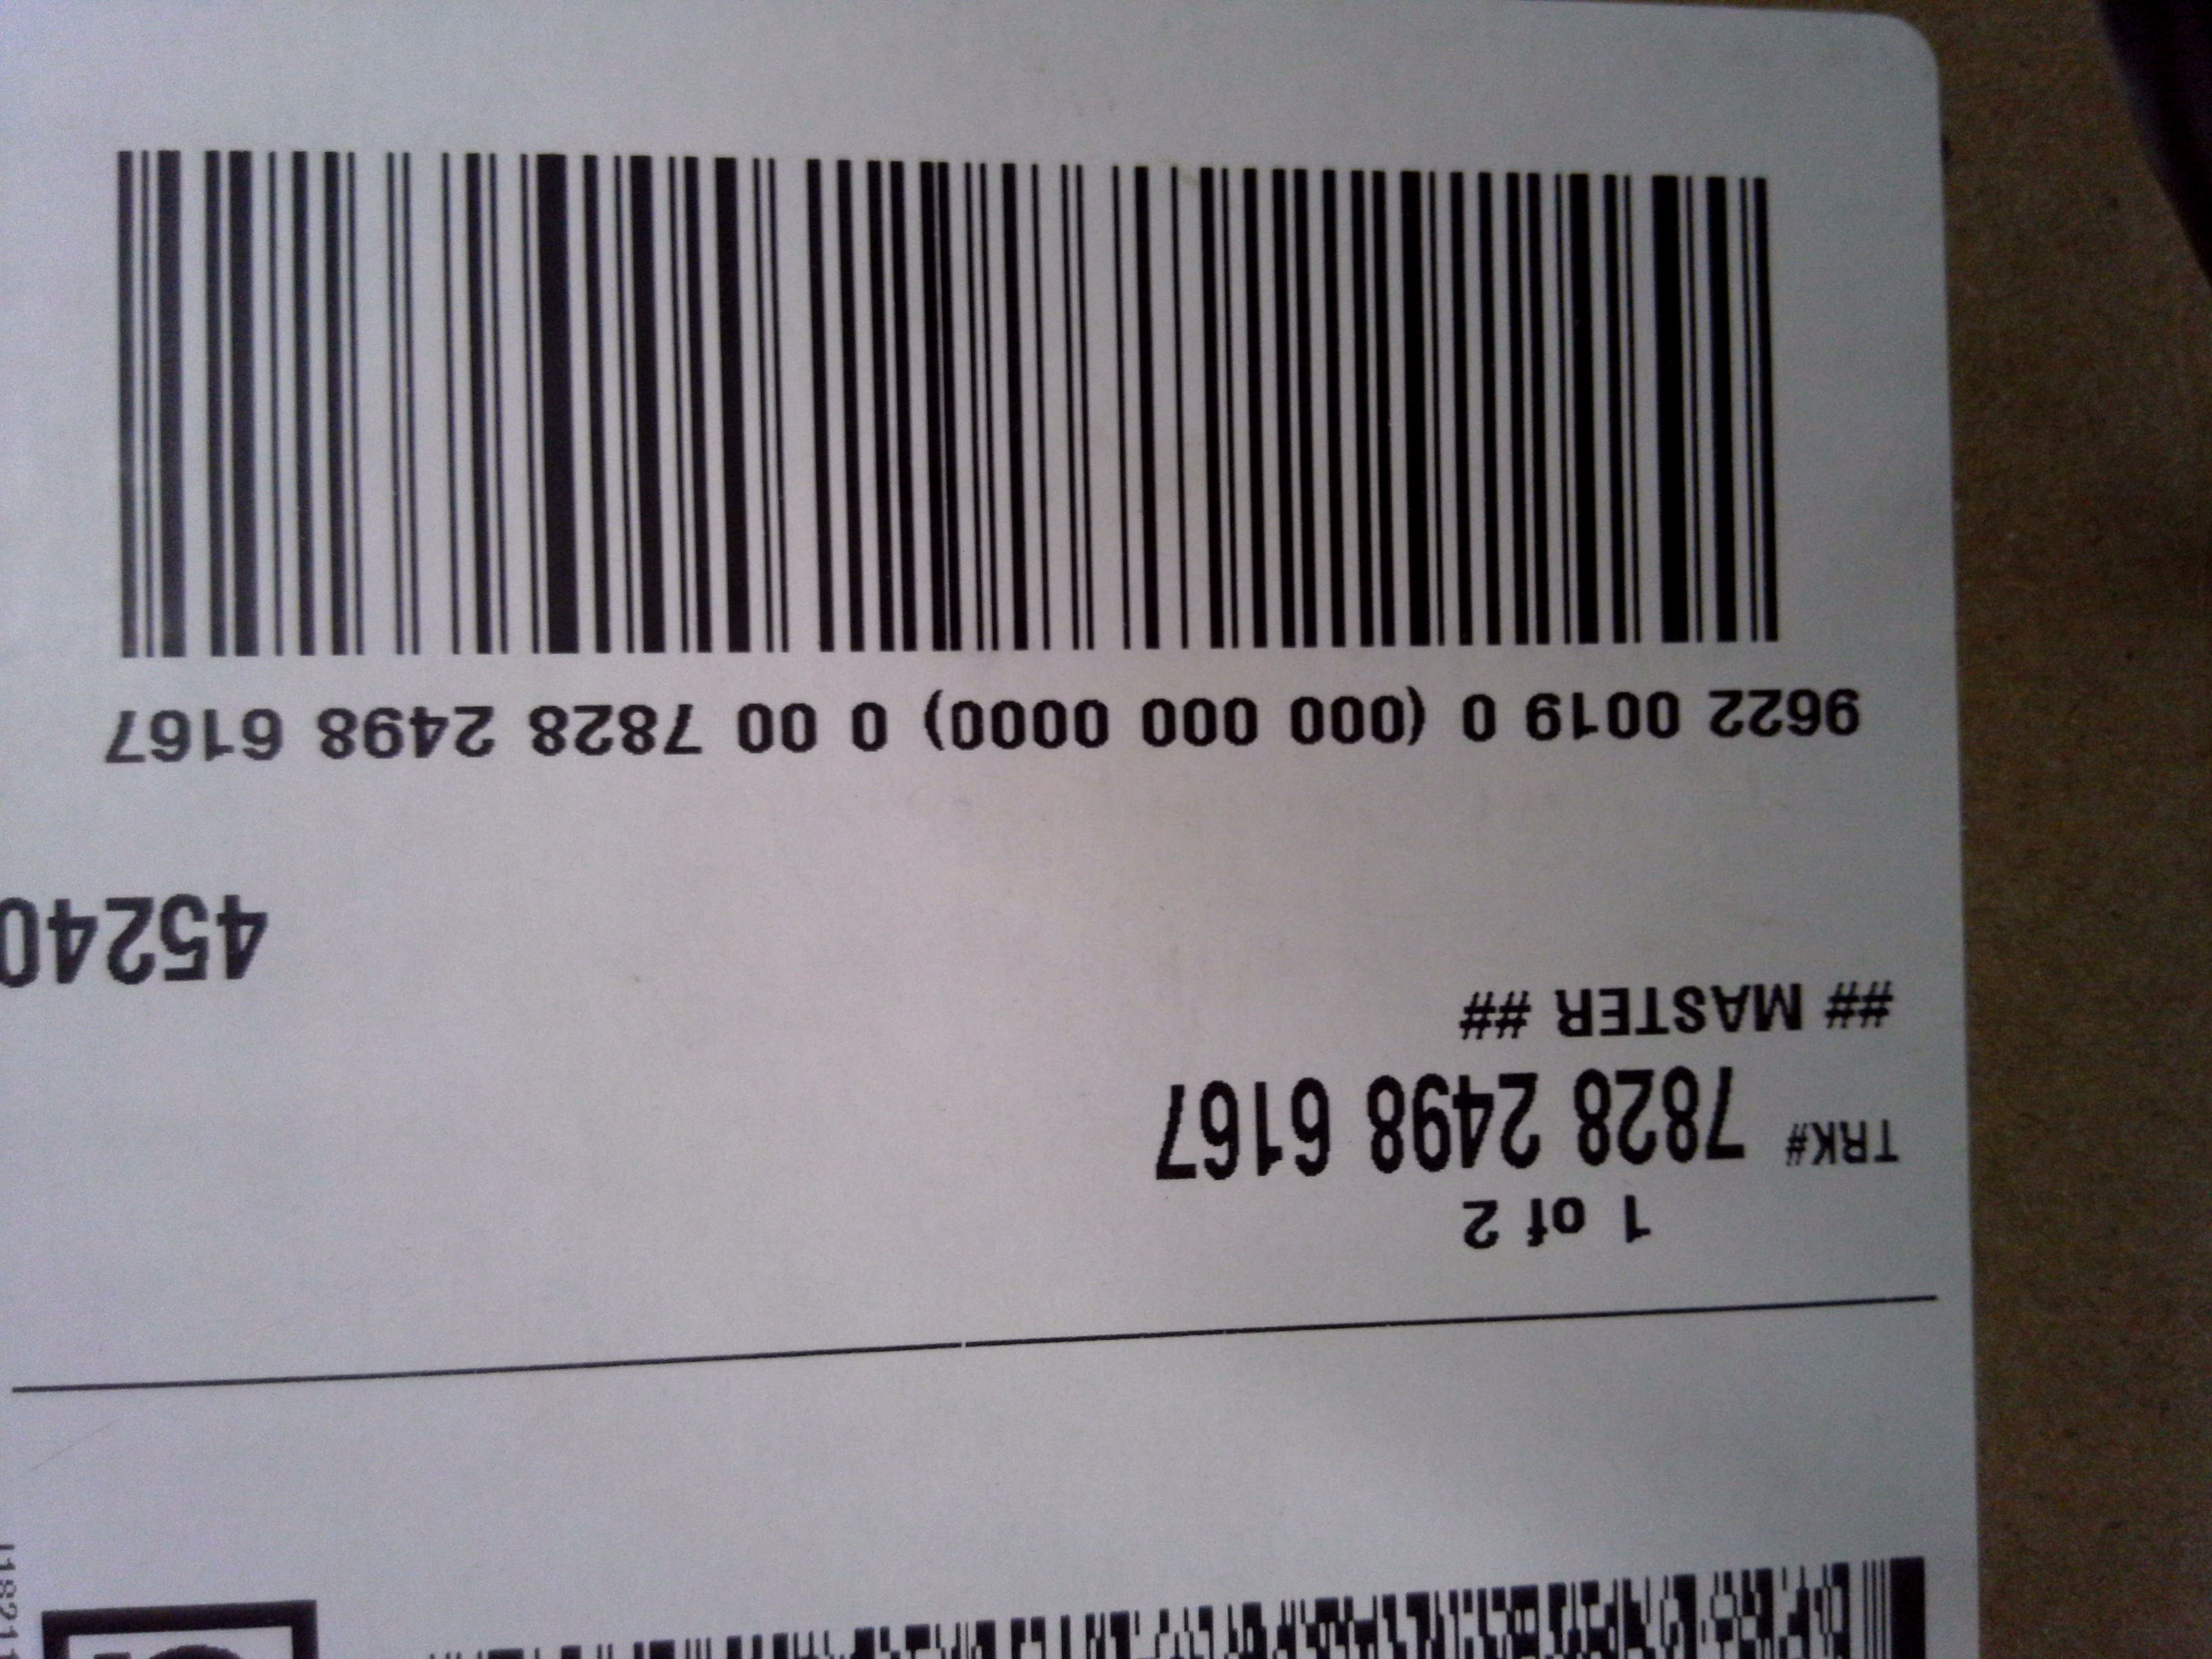 1 of 2
TRK# 7828 2498 6167
## MASTER ##
45240
9622 0019 0 (000 000 0000) 0 00 7828 2498 6167